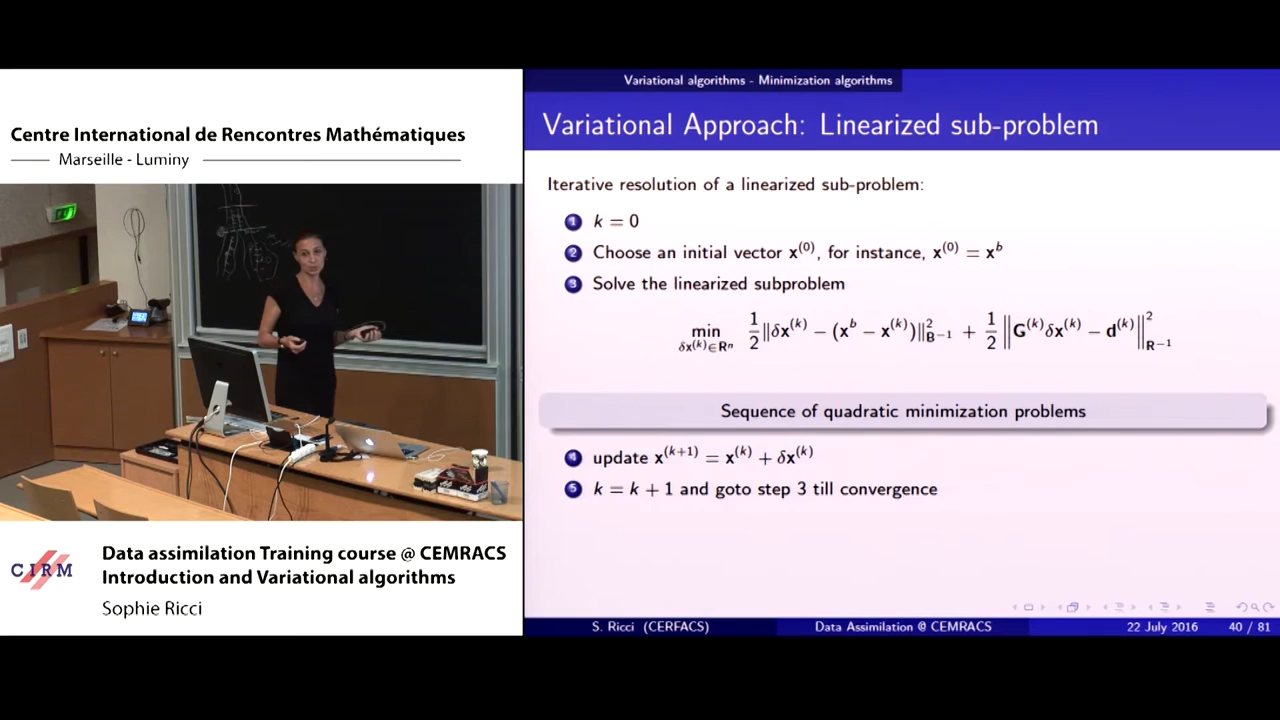 Centre International de Rencontres Mathématiques
Marseille - Luminy
CIRM
Data assimilation Training course @ CEMRACS
Introduction and Variational algorithms
Sophie Ricci
Variational algorithms - Minimization algorithms
Variational Approach: Linearized sub-problem
Iterative resolution of a linearized sub-problem:
1 k = 0
2 Choose an initial vector x^(0), for instance, x^(0) = x^b
3 Solve the linearized subproblem
min_{δx^(k)∈R^n} 1/2 ‖δx^(k) − (x^b − x^(k))‖²_{B^−1} + 1/2 ‖G^(k)δx^(k) − d^(k)‖²_{R^−1}
Sequence of quadratic minimization problems
4 update x^(k+1) = x^(k) + δx^(k)
5 k = k + 1 and goto step 3 till convergence
S. Ricci (CERFACS) Data Assimilation @ CEMRACS 22 July 2016 40 / 81